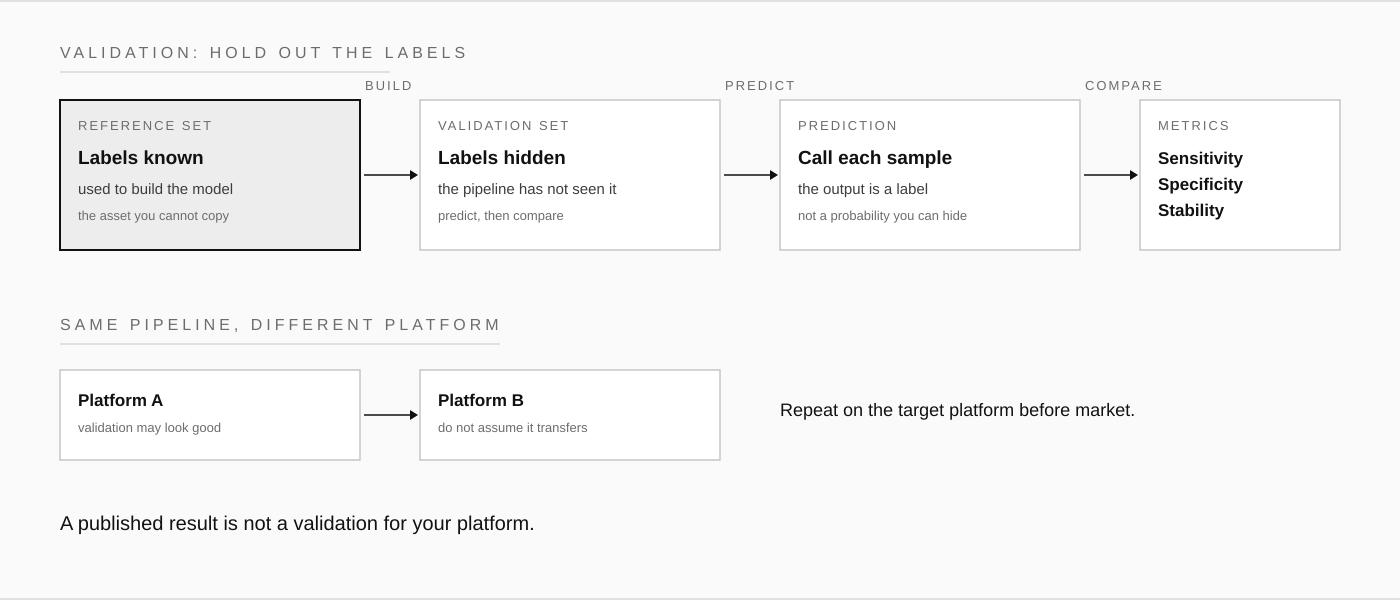 VALIDATION: HOLD OUT THE LABELS
BUILD
PREDICT
COMPARE
REFERENCE SET
Labels known
used to build the model
the asset you cannot copy
VALIDATION SET
Labels hidden
the pipeline has not seen it
predict, then compare
PREDICTION
Call each sample
the output is a label
not a probability you can hide
METRICS
Sensitivity
Specificity
Stability
SAME PIPELINE, DIFFERENT PLATFORM
Platform A
validation may look good
Platform B
do not assume it transfers
Repeat on the target platform before market.
A published result is not a validation for your platform.